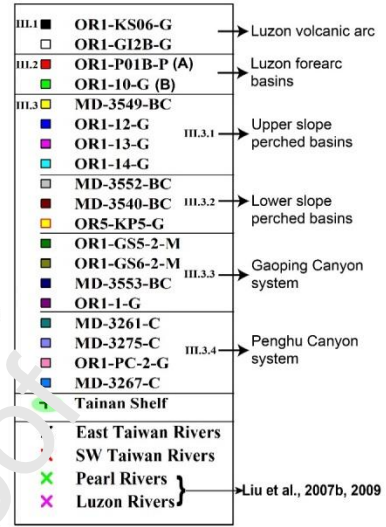 III.1 OR1-KS06-G
OR1-GI2B-G
Luzon volcanic arc
III.2 OR1-P01B-P (A)
OR1-10-G (B)
Luzon forearc
basins
III.3 MD-3549-BC
OR1-12-G
OR1-13-G
OR1-14-G
III.3.1
Upper slope
perched basins
MD-3552-BC
MD-3540-BC
OR5-KP5-G
III.3.2
Lower slope
perched basins
OR1-GS5-2-M
OR1-GS6-2-M
MD-3553-BC
OR1-1-G
III.3.3
Gaoping Canyon
system
MD-3261-C
MD-3275-C
OR1-PC-2-G
MD-3267-C
III.3.4
Penghu Canyon
system
Tainan Shelf
East Taiwan Rivers
SW Taiwan Rivers
Pearl Rivers
Luzon Rivers
Liu et al., 2007b, 2009